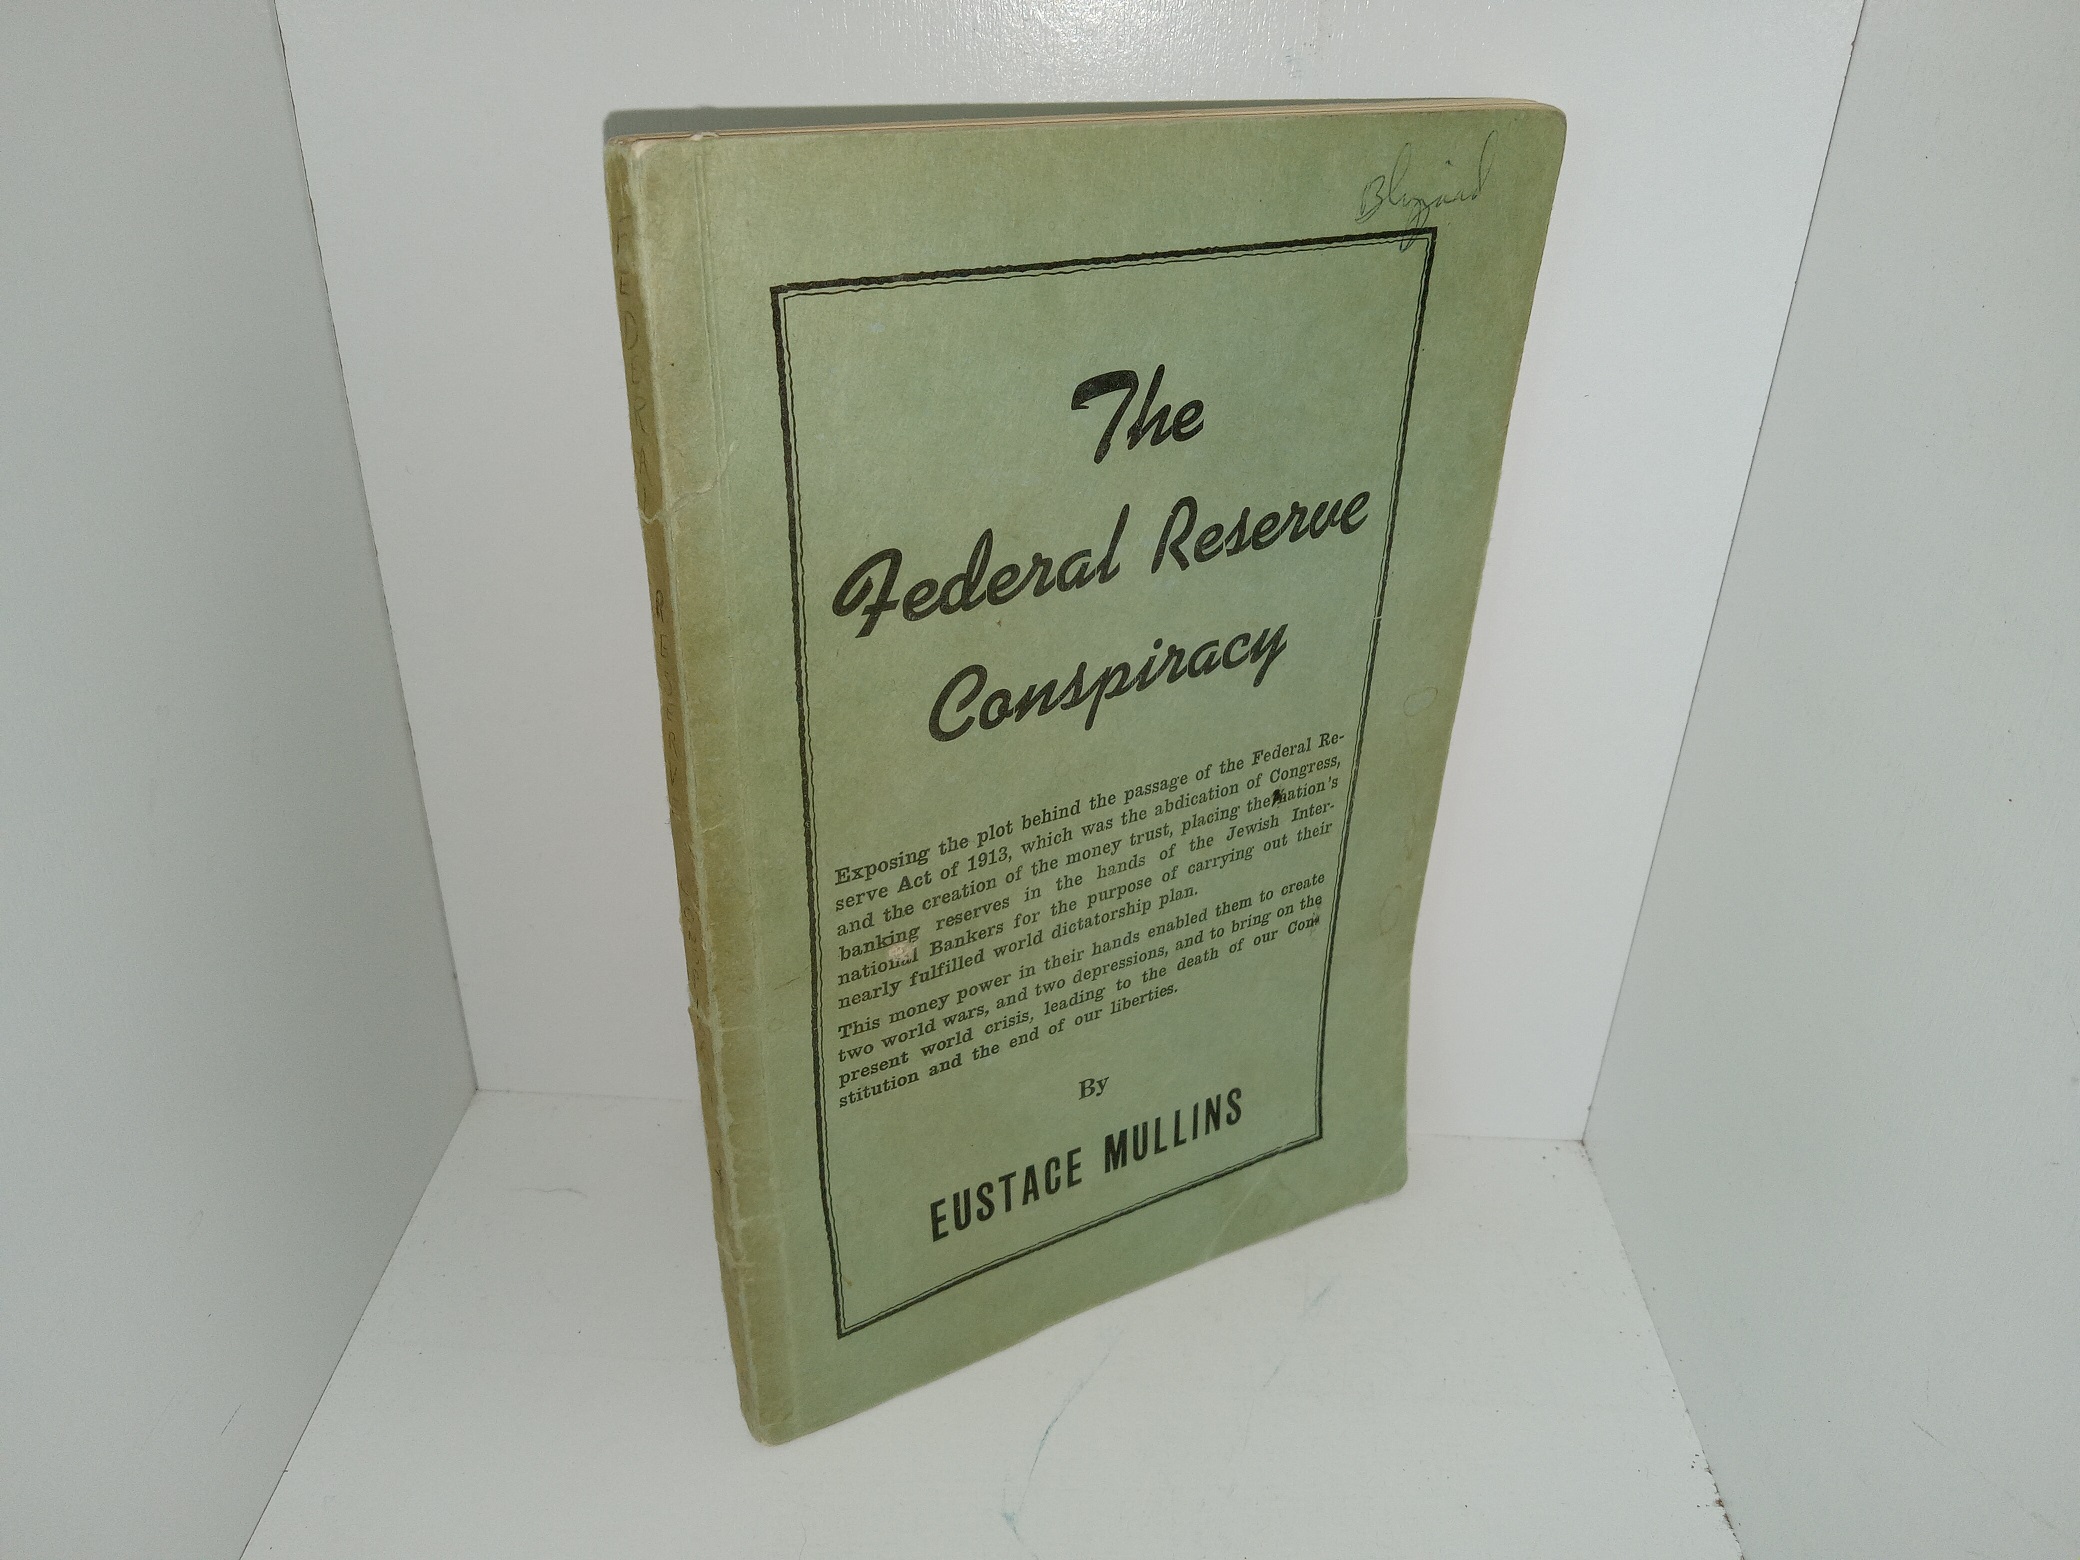 The
Federal Reserve
Conspiracy
Exposing the plot behind the passage of the Federal Re-
serve Act of 1913, which was the abdication of Congress,
and the creation of the money trust, placing the nation's
banking reserves in the hands of the Jewish Inter-
national Bankers for the purpose of carrying out their
nearly fulfilled world dictatorship plan.
This money power in their hands enabled them to create
two world wars, and two depressions, and to bring on the
present world crisis, leading to the death of our Con-
stitution and the end of our liberties.
By
EUSTACE MULLINS
FEDERAL RESERVE